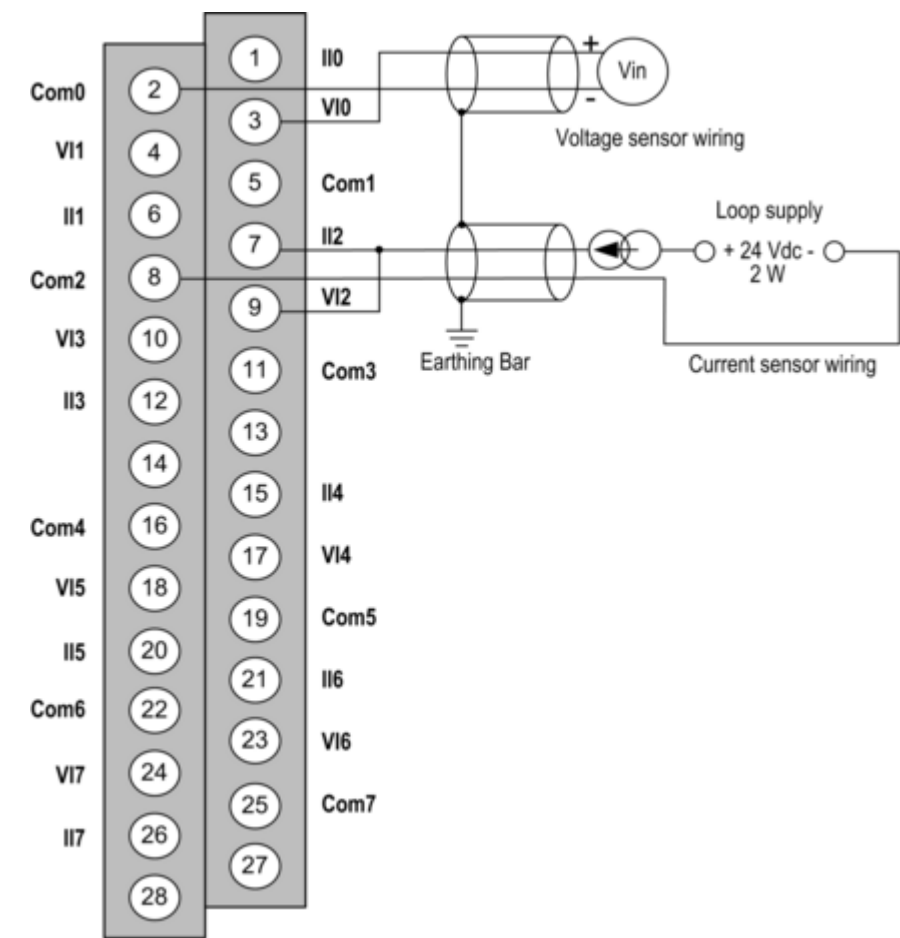 1 II0
Com0 2
+
Vin
-
3 VI0
Voltage sensor wiring
VI1 4
5 Com1
II1 6
7 II2
Loop supply
+ 24 Vdc -
2 W
Com2 8
9 VI2
Earthing Bar
Current sensor wiring
VI3 10
11 Com3
II3 12
13
14
15 II4
Com4 16
17 VI4
VI5 18
19 Com5
II5 20
21 II6
Com6 22
23 VI6
VI7 24
25 Com7
II7 26
27
28